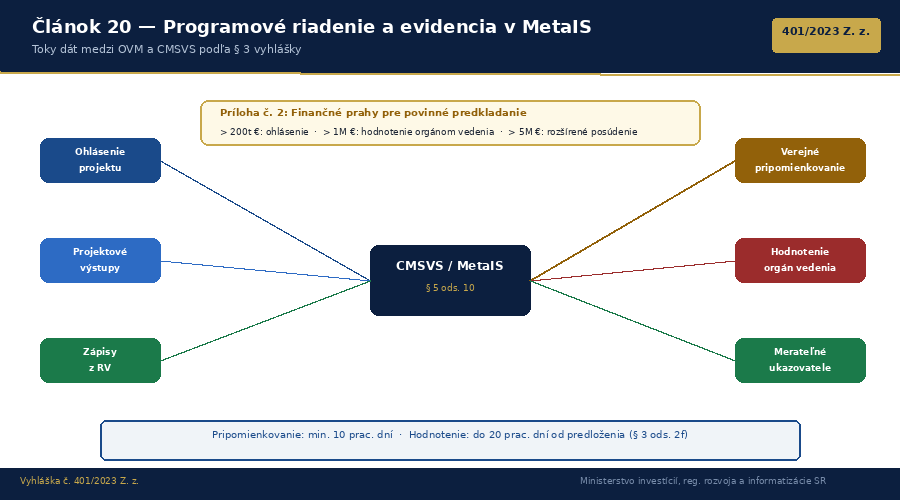 Článok 20 — Programové riadenie a evidencia v MetaIS
Toky dát medzi OVM a CMSVS podľa § 3 vyhlášky
401/2023 Z. z.
Príloha č. 2: Finančné prahy pre povinné predkladanie
> 200t €: ohlásenie · > 1M €: hodnotenie orgánom vedenia · > 5M €: rozšírené posúdenie
Ohlásenie
projektu
Verejné
pripomienkovanie
Projektové
výstupy
CMSVS / MetaIS
§ 5 ods. 10
Hodnotenie
orgán vedenia
Zápisy
z RV
Merateľné
ukazovatele
Pripomienkovanie: min. 10 prac. dní · Hodnotenie: do 20 prac. dní od predloženia (§ 3 ods. 2f)
Vyhláška č. 401/2023 Z. z.
Ministerstvo investícií, reg. rozvoja a informatizácie SR